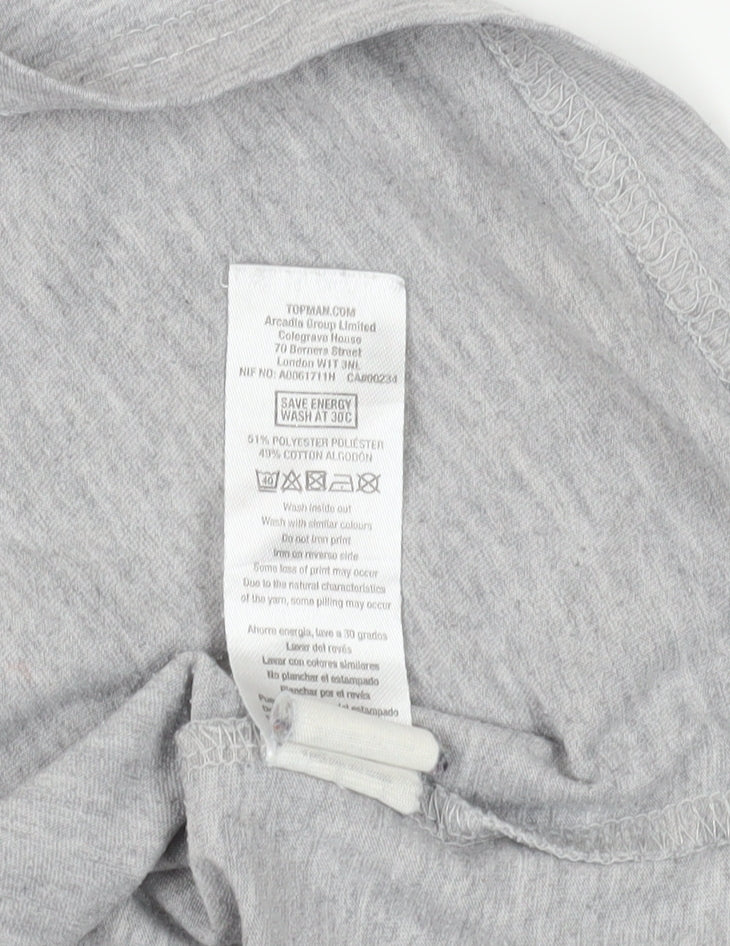 TOPMAN.COM
Arcadia Group Limited
Colegrave House
70 Berners Street
London W1T 3NL
NIF NO: A0061711H CA#00234
SAVE ENERGY
WASH AT 30C
51% POLYESTER POLIÉSTER
49% COTTON ALGODÓN
40
Wash inside out
Wash with similar colours
Do not iron print
Iron on reverse side
Some loss of print may occur
Due to the natural characteristics
of the yarn, some pilling may occur
Ahorre energia, lave a 30 grados
Lavar del revés
Lavar con colores similares
No planchar el estampado
Planchar por el revés
estampado